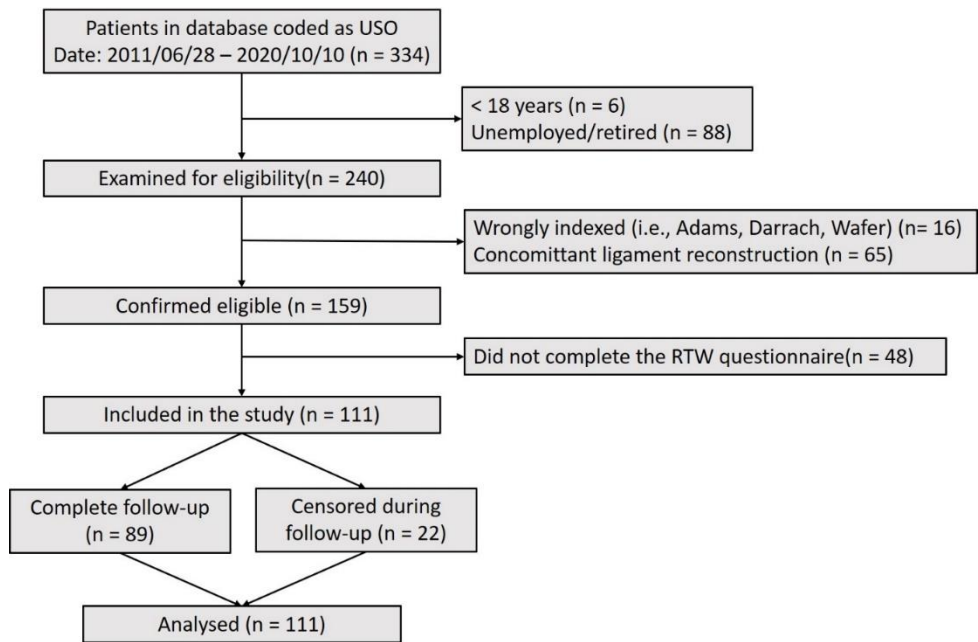 Patients in database coded as USO
Date: 2011/06/28 – 2020/10/10 (n = 334)
< 18 years (n = 6)
Unemployed/retired (n = 88)
Examined for eligibility(n = 240)
Wrongly indexed (i.e., Adams, Darrach, Wafer) (n= 16)
Concomittant ligament reconstruction (n = 65)
Confirmed eligible (n = 159)
Did not complete the RTW questionnaire(n = 48)
Included in the study (n = 111)
Complete follow-up
(n = 89)
Censored during
follow-up (n = 22)
Analysed (n = 111)